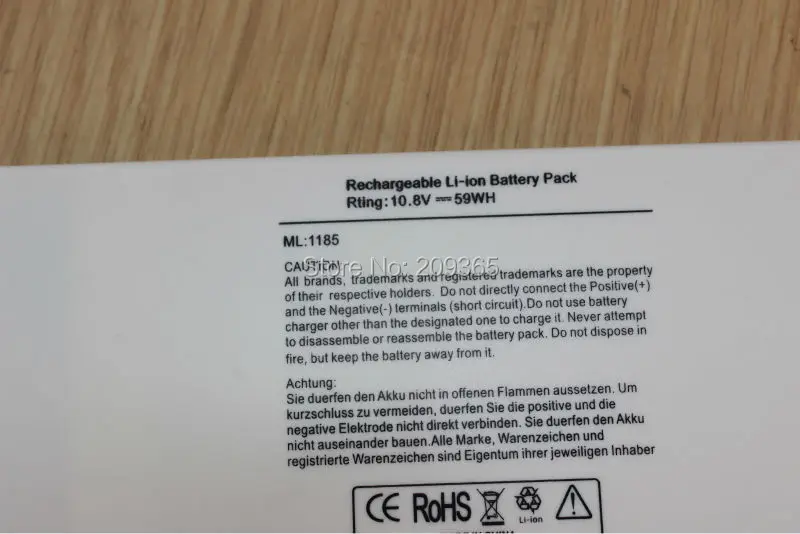 Rechargeable Li-ion Battery Pack
Rting:10.8V ⎓ 59WH
ML:1185
CAUTION
Store No: 209365
All brands, trademarks and registered trademarks are the property
of their respective holders. Do not directly connect the Positive(+)
and the Negative(-) terminals (short circuit).Do not use battery
charger other than the designated one to charge it. Never attempt
to disassemble or reassemble the battery pack. Do not dispose in
fire, but keep the battery away from it.
Achtung:
Sie duerfen den Akku nicht in offenen Flammen aussetzen. Um
kurzschluss zu vermeiden, duerfen Sie die positive und die
negative Elektrode nicht direkt verbinden. Sie duerfen den Akku
nicht auseinander bauen.Alle Marke, Warenzeichen und
registrierte Warenzeichen sind Eigentum ihrer jeweiligen Inhaber
CE RoHS
Li-ion